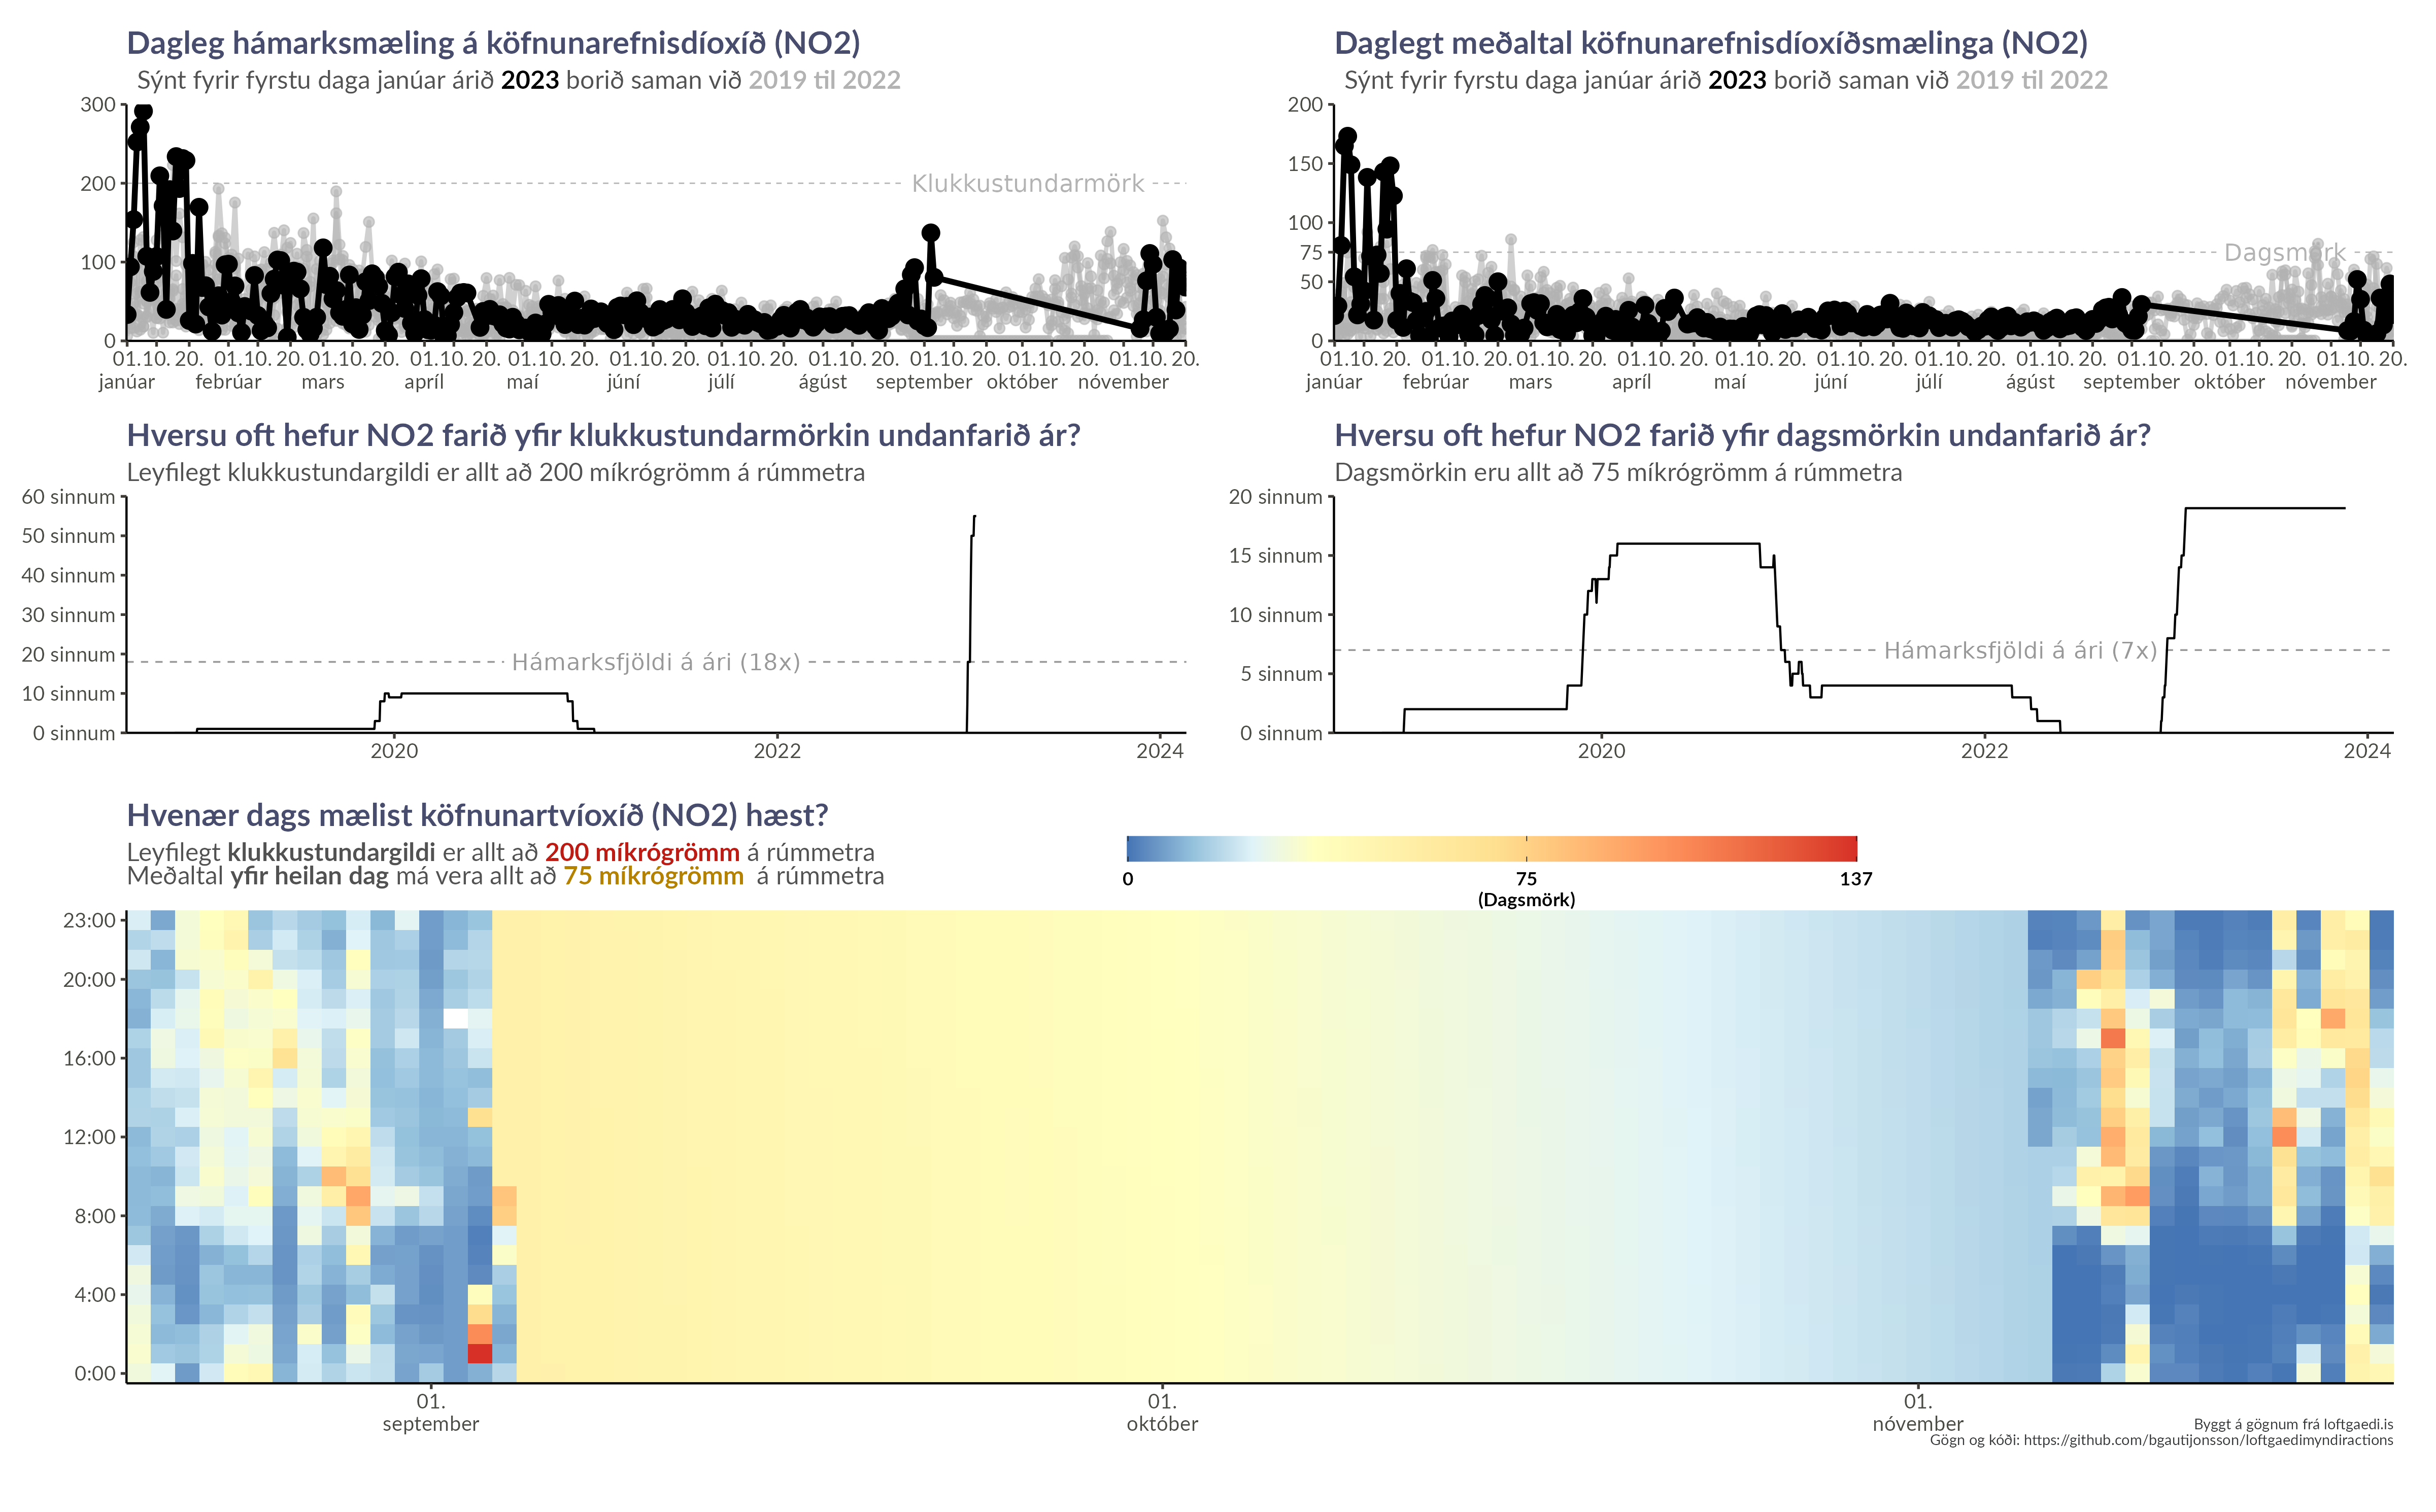 Dagleg hámarksmæling á köfnunarefnisdíoxíð (NO2)
Sýnt fyrir fyrstu daga janúar árið 2023 borið saman við 2019 til 2022
300
200
100
0
Klukkustundarmörk
01. 10. 20. 01. 10. 20. 01. 10. 20. 01. 10. 20. 01. 10. 20. 01. 10. 20. 01. 10. 20. 01. 10. 20. 01. 10. 20. 01. 10. 20. 01. 10. 20.
janúar febrúar mars apríl maí júní júlí ágúst september október nóvember
Daglegt meðaltal köfnunarefnisdíoxíðsmælinga (NO2)
Sýnt fyrir fyrstu daga janúar árið 2023 borið saman við 2019 til 2022
200
150
100
75
50
0
Dagsmörk
01. 10. 20. 01. 10. 20. 01. 10. 20. 01. 10. 20. 01. 10. 20. 01. 10. 20. 01. 10. 20. 01. 10. 20. 01. 10. 20. 01. 10. 20. 01. 10. 20.
janúar febrúar mars apríl maí júní júlí ágúst september október nóvember
Hversu oft hefur NO2 farið yfir klukkustundarmörkin undanfarið ár?
Leyfilegt klukkustundargildi er allt að 200 míkrógrömm á rúmmetra
60 sinnum
50 sinnum
40 sinnum
30 sinnum
20 sinnum
10 sinnum
0 sinnum
Hámarksfjöldi á ári (18x)
2020 2022 2024
Hversu oft hefur NO2 farið yfir dagsmörkin undanfarið ár?
Dagsmörkin eru allt að 75 míkrógrömm á rúmmetra
20 sinnum
15 sinnum
10 sinnum
5 sinnum
0 sinnum
Hámarksfjöldi á ári (7x)
2020 2022 2024
Hvenær dags mælist köfnunartvíoxíð (NO2) hæst?
Leyfilegt klukkustundargildi er allt að 200 míkrógrömm á rúmmetra
Meðaltal yfir heilan dag má vera allt að 75 míkrógrömm á rúmmetra
0 75 137
(Dagsmörk)
23:00
20:00
16:00
12:00
8:00
4:00
0:00
01. 01. 01.
september október nóvember
Byggt á gögnum frá loftgaedi.is
Gögn og kóði: https://github.com/bgautijonsson/loftgaedimyndiractions